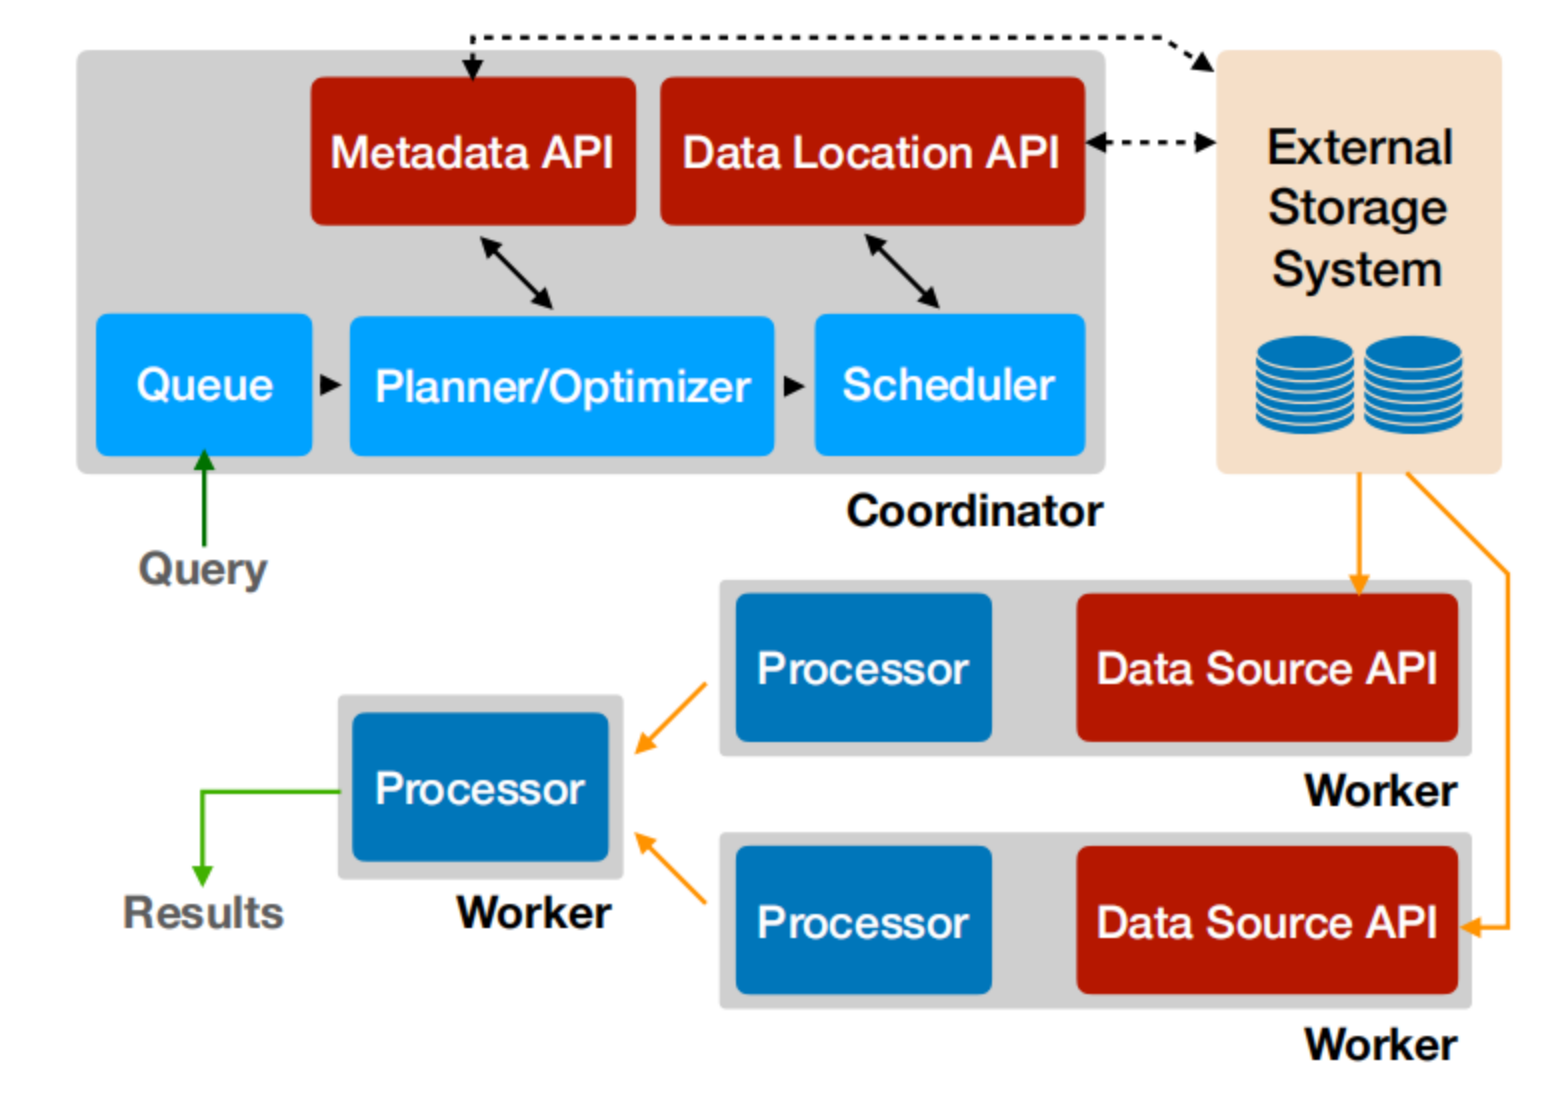 Metadata API
Data Location API
External
Storage
System
Queue
Planner/Optimizer
Scheduler
Coordinator
Query
Processor
Data Source API
Worker
Processor
Worker
Results
Processor
Data Source API
Worker